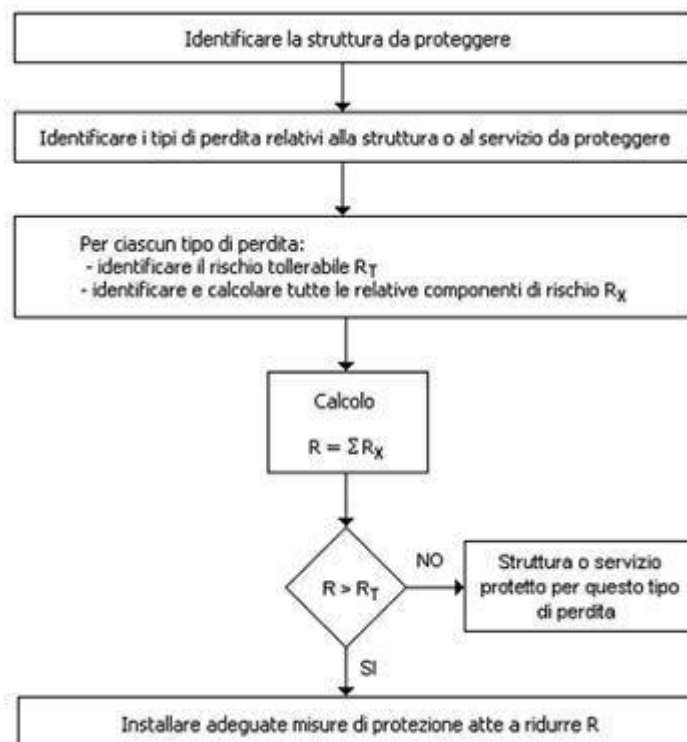 Identificare la struttura da proteggere
Identificare i tipi di perdita relativi alla struttura o al servizio da proteggere
Per ciascun tipo di perdita:
- identificare il rischio tollerabile RT
- identificare e calcolare tutte le relative componenti di rischio RX
Calcolo
R = ΣRX
R > RT
NO
Struttura o servizio
protetto per questo tipo
di perdita
SI
Installare adeguate misure di protezione atte a ridurre R